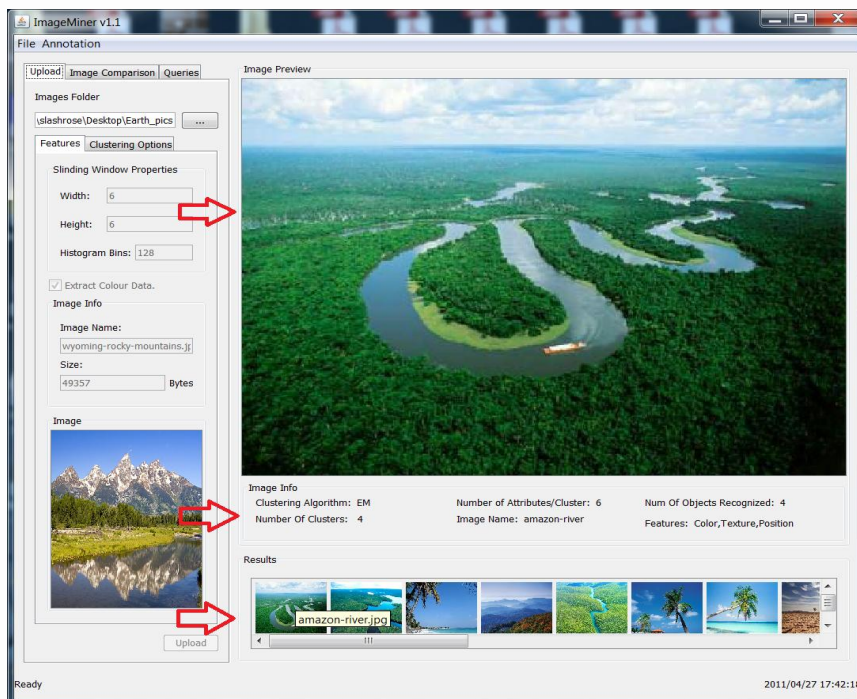 ImageMiner v1.1
File Annotation
Upload Image Comparison Queries
Images Folder
\slashrose\Desktop\Earth_pics ...
Features Clustering Options
Slinding Window Properties
Width: 6
Height: 6
Histogram Bins: 128
Extract Colour Data.
Image Info
Image Name:
wyoming-rocky-mountains.jp
Size:
49357 Bytes
Image
Upload
Image Preview
Image Info
Clustering Algorithm: EM Number of Attributes/Cluster: 6 Num Of Objects Recognized: 4
Number Of Clusters: 4 Image Name: amazon-river Features: Color,Texture,Position
Results
amazon-river.jpg
Ready 2011/04/27 17:42:18